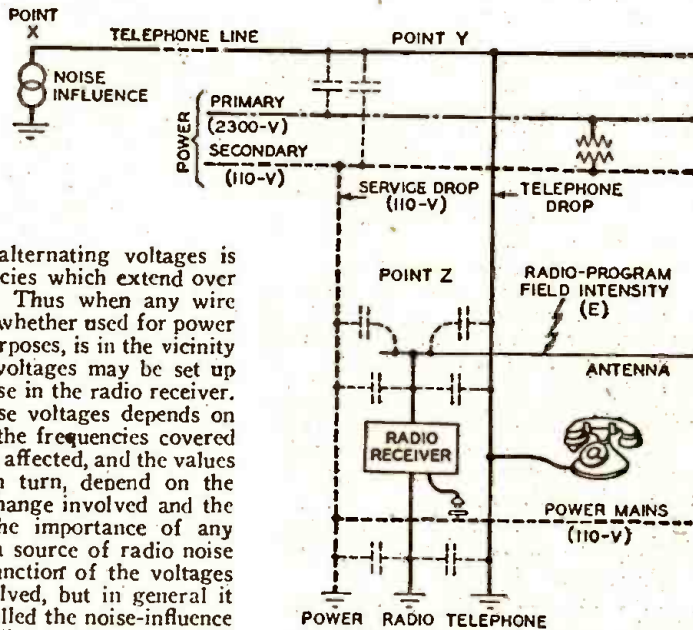 POINT
X
TELEPHONE LINE
POINT Y
NOISE
INFLUENCE
POWER
PRIMARY
(2300-V)
SECONDARY
(110-V)
SERVICE DROP
(110-V)
TELEPHONE
DROP
POINT Z
RADIO-PROGRAM
FIELD INTENSITY
(E)
ANTENNA
RADIO
RECEIVER
POWER MAINS
(110-V)
POWER RADIO TELEPHONE
alternating voltages is
cies which extend over
Thus when any wire
whether used for power
rposes, is in the vicinity
voltages may be set up
se in the radio receiver.
se voltages depends on
the frequencies covered
affected, and the values
n turn, depend on the
hange involved and the
he importance of any
a source of radio noise
unction of the voltages
lved, but in general it
lled the noise-influence